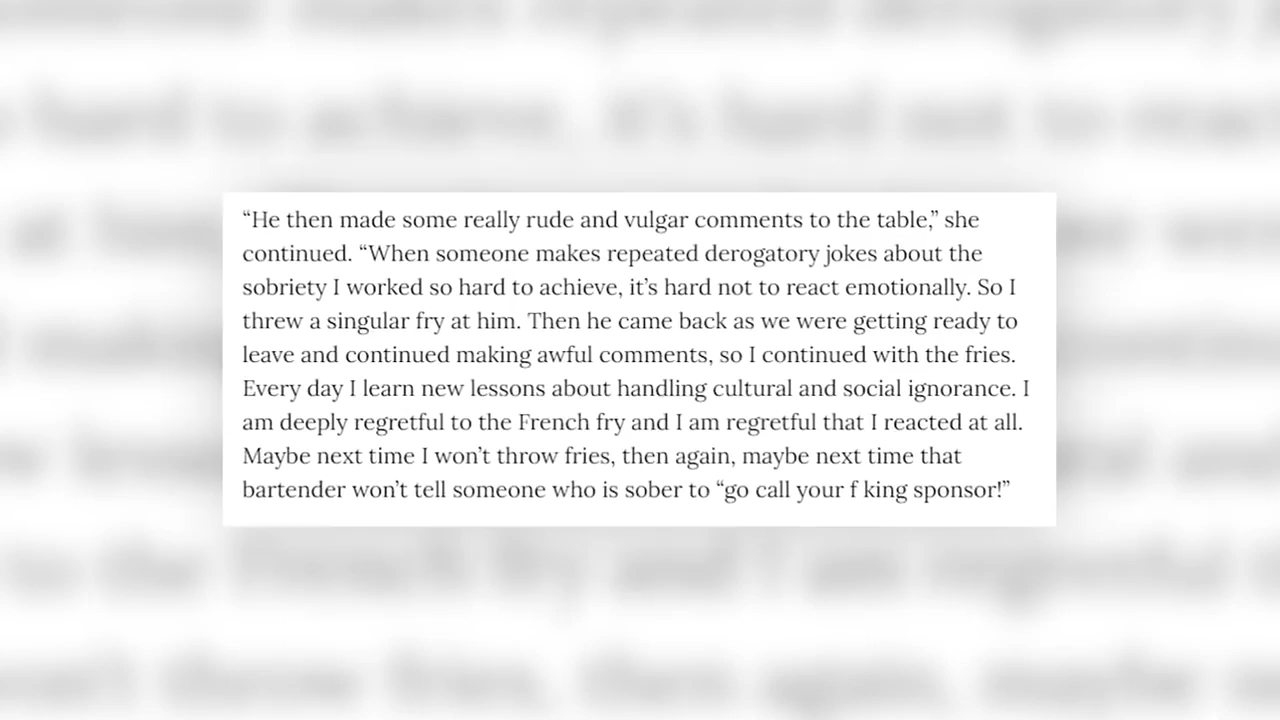 “He then made some really rude and vulgar comments to the table,” she
continued. “When someone makes repeated derogatory jokes about the
sobriety I worked so hard to achieve, it’s hard not to react emotionally. So I
threw a singular fry at him. Then he came back as we were getting ready to
leave and continued making awful comments, so I continued with the fries.
Every day I learn new lessons about handling cultural and social ignorance. I
am deeply regretful to the French fry and I am regretful that I reacted at all.
Maybe next time I won’t throw fries, then again, maybe next time that
bartender won’t tell someone who is sober to “go call your f king sponsor!”